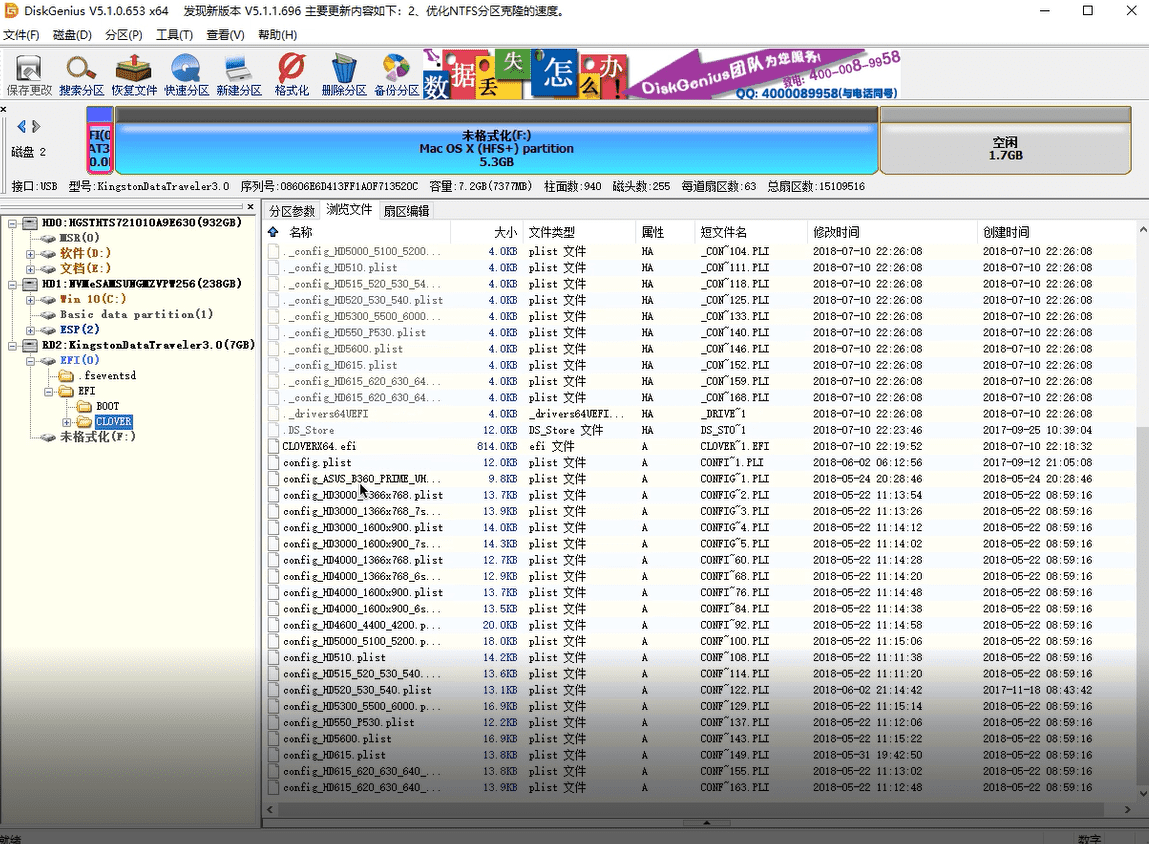 DiskGenius V5.1.0.653 x64 发现新版本 V5.1.1.696 主要更新内容如下：2、优化NTFS分区克隆的速度。
文件(F) 磁盘(D) 分区(P) 工具(T) 查看(V) 帮助(H)
保存更改 搜索分区 恢复文件 快速分区 新建分区 格式化 删除分区 备份分区
数据丢失怎么办!
DiskGenius团队为您服务!
致电: 400-008-9958
QQ: 4000089958(与电话同号)
磁盘 2
FI(0
AT3
0.0
未格式化(F:)
Mac OS X (HFS+) partition
5.3GB
空闲
1.7GB
接口:USB 型号:KingstonDataTraveler3.0 序列号:08606E6D413FF1A0F713520C 容量:7.2GB(7377MB) 柱面数:940 磁头数:255 每道扇区数:63 总扇区数:15109516
HD0:HGSTHTS721010A9E630(932GB)
MSR(0)
软件(D:)
文档(E:)
HD1:NVMeSAMSUNGMZVPW256(238GB)
Win 10(C:)
Basic data partition(1)
ESP(2)
RD2:KingstonDataTraveler3.0(7GB)
EFI(0)
.fseventsd
EFI
BOOT
CLOVER
未格式化(F:)
分区参数 浏览文件 扇区编辑
名称 大小 文件类型 属性 短文件名 修改时间 创建时间
._config_HD5000_5100_5200... 4.0KB plist 文件 HA _CON~104.PLI 2018-07-10 22:26:08 2018-07-10 22:26:08
._config_HD510.plist 4.0KB plist 文件 HA _CON~111.PLI 2018-07-10 22:26:08 2018-07-10 22:26:08
._config_HD515_520_530_54... 4.0KB plist 文件 HA _CON~118.PLI 2018-07-10 22:26:08 2018-07-10 22:26:08
._config_HD520_530_540.plist 4.0KB plist 文件 HA _CON~125.PLI 2018-07-10 22:26:08 2018-07-10 22:26:08
._config_HD5300_5500_6000... 4.0KB plist 文件 HA _CON~133.PLI 2018-07-10 22:26:08 2018-07-10 22:26:08
._config_HD550_P530.plist 4.0KB plist 文件 HA _CON~140.PLI 2018-07-10 22:26:08 2018-07-10 22:26:08
._config_HD5600.plist 4.0KB plist 文件 HA _CON~146.PLI 2018-07-10 22:26:08 2018-07-10 22:26:08
._config_HD615.plist 4.0KB plist 文件 HA _CON~152.PLI 2018-07-10 22:26:08 2018-07-10 22:26:08
._config_HD615_620_630_64... 4.0KB plist 文件 HA _CON~159.PLI 2018-07-10 22:26:08 2018-07-10 22:26:08
._config_HD615_620_630_64... 4.0KB plist 文件 HA _CON~168.PLI 2018-07-10 22:26:08 2018-07-10 22:26:08
._drivers64UEFI 4.0KB _drivers64UEFI... HA _DRIVE~1 2018-07-10 22:26:08 2018-07-10 22:26:08
.DS_Store 12.0KB DS_Store 文件 HA DS_STO~1 2018-07-10 22:23:46 2017-09-25 10:39:04
CLOVERX64.efi 814.0KB efi 文件 A CLOVER~1.EFI 2018-07-10 22:19:52 2018-07-10 22:18:32
config.plist 12.0KB plist 文件 A CONFI~1.PLI 2018-06-02 06:12:56 2017-09-12 21:05:08
config_ASUS_B360_PRIME_UH... 9.8KB plist 文件 A CONFIG~1.PLI 2018-05-24 20:28:46 2018-05-24 20:28:46
config_HD3000_1366x768.plist 13.7KB plist 文件 A CONFIG~2.PLI 2018-05-22 11:13:54 2018-05-22 08:59:16
config_HD3000_1366x768_7s... 13.9KB plist 文件 A CONFIG~3.PLI 2018-05-22 11:13:26 2018-05-22 08:59:16
config_HD3000_1600x900.plist 14.0KB plist 文件 A CONFIG~4.PLI 2018-05-22 11:14:12 2018-05-22 08:59:16
config_HD3000_1600x900_7s... 14.3KB plist 文件 A CONFIG~5.PLI 2018-05-22 11:14:02 2018-05-22 08:59:16
config_HD4000_1366x768.plist 12.7KB plist 文件 A CONFI~60.PLI 2018-05-22 11:14:28 2018-05-22 08:59:16
config_HD4000_1366x768_6s... 12.9KB plist 文件 A CONFI~68.PLI 2018-05-22 11:14:20 2018-05-22 08:59:16
config_HD4000_1600x900.plist 13.7KB plist 文件 A CONFI~76.PLI 2018-05-22 11:14:48 2018-05-22 08:59:16
config_HD4000_1600x900_6s... 13.5KB plist 文件 A CONFI~84.PLI 2018-05-22 11:14:38 2018-05-22 08:59:16
config_HD4600_4400_4200.p... 20.0KB plist 文件 A CONFI~92.PLI 2018-05-22 11:14:58 2018-05-22 08:59:16
config_HD5000_5100_5200.p... 18.0KB plist 文件 A CONF~100.PLI 2018-05-22 11:15:06 2018-05-22 08:59:16
config_HD510.plist 14.2KB plist 文件 A CONF~108.PLI 2018-05-22 11:11:38 2018-05-22 08:59:16
config_HD515_520_530_540.... 13.6KB plist 文件 A CONF~114.PLI 2018-05-22 11:11:20 2018-05-22 08:59:16
config_HD520_530_540.plist 13.1KB plist 文件 A CONF~122.PLI 2018-06-02 21:14:42 2017-11-18 08:43:42
config_HD5300_5500_6000.p... 16.9KB plist 文件 A CONF~129.PLI 2018-05-22 11:15:14 2018-05-22 08:59:16
config_HD550_P530.plist 12.2KB plist 文件 A CONF~137.PLI 2018-05-22 11:12:06 2018-05-22 08:59:16
config_HD5600.plist 16.9KB plist 文件 A CONF~143.PLI 2018-05-22 11:15:22 2018-05-22 08:59:16
config_HD615.plist 13.8KB plist 文件 A CONF~149.PLI 2018-05-31 19:42:50 2018-05-22 08:59:16
config_HD615_620_630_640_... 13.8KB plist 文件 A CONF~155.PLI 2018-05-22 11:13:02 2018-05-22 08:59:16
config_HD615_620_630_640_... 13.9KB plist 文件 A CONF~163.PLI 2018-05-22 11:12:48 2018-05-22 08:59:16
就绪 数字